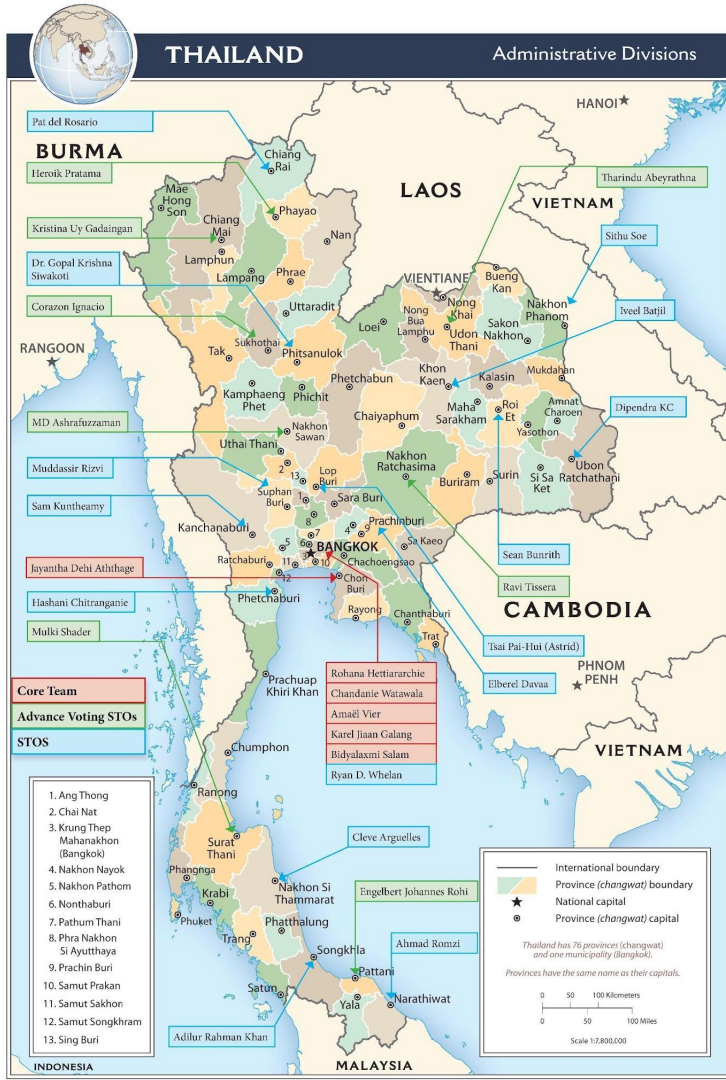 THAILAND
Administrative Divisions
HANOI
Pat del Rosario
BURMA
Heroik Pratama
Kristina Uy Gadaingan
Dr. Gopal Krishna
Siwakoti
Corazon Ignacio
RANGOON
MD Ashrafuzzaman
Muddassir Rizvi
Sam Kuntheamy
Jayantha Dehi Aththage
Hashani Chitranganie
Mulki Shader
Core Team
Advance Voting STOs
STOS
LAOS
VIETNAM
Tharindu Abeyrathna
Sithu Soe
Iveel Batjil
Dipendra KC
VIENTIANE
Chiang
Rai
Mae
Hong
Son
Phayao
Chiang
Mai
Nan
Lamphun
Lampang
Phrae
Uttaradit
Sukhothai
Tak
Phitsanulok
Loei
Nong
Bua
Lamphu
Nong
Khai
Udon
Thani
Bueng
Kan
Sakon
Nakhon
Nakhon
Phanom
Mukdahan
Khon
Kaen
Kalasin
Maha
Sarakham
Roi
Et
Yasothon
Amnat
Charoen
Ubon
Ratchathani
Si Sa
Ket
Surin
Buriram
Nakhon
Ratchasima
Chaiyaphum
Phetchabun
Phichit
Kamphaeng
Phet
Nakhon
Sawan
Uthai Thani
2
13
Lop
Buri
1
Suphan
Buri
Sara Buri
8
Kanchanaburi
7
4
9
Prachinburi
5
6
3
BANGKOK
Sa Kaeo
Ratchaburi
11
10
12
Chachoengsao
Chon
Buri
Phetchaburi
Rayong
Chanthaburi
Trat
Sean Bunrith
Ravi Tissera
CAMBODIA
Tsai Pai-Hui (Astrid)
Elberel Davaa
PHNOM
PENH
VIETNAM
Rohana Hettiararchie
Chandanie Watawala
Amaël Vier
Karel Jiaan Galang
Bidyalaxmi Salam
Ryan D. Whelan
Prachuap
Khiri Khan
Chumphon
Ranong
Surat
Thani
Phangnga
Krabi
Phuket
Nakhon Si
Thammarat
Trang
Phatthalung
Songkhla
Satun
Pattani
Yala
Narathiwat
Cleve Arguelles
Engelbert Johannes Rohi
Ahmad Romzi
Adilur Rahman Khan
1. Ang Thong
2. Chai Nat
3. Krung Thep
Mahanakhon
(Bangkok)
4. Nakhon Nayok
5. Nakhon Pathom
6. Nonthaburi
7. Pathum Thani
8. Phra Nakhon
Si Ayutthaya
9. Prachin Buri
10. Samut Prakan
11. Samut Sakhon
12. Samut Songkhram
13. Sing Buri
International boundary
Province (changwat) boundary
National capital
Province (changwat) capital
Thailand has 76 provinces (changwat)
and one municipality (Bangkok).
Provinces have the same name as their capitals.
0 50 100 Kilometers
0 50 100 Miles
Scale 1:7,800,000
INDONESIA
MALAYSIA